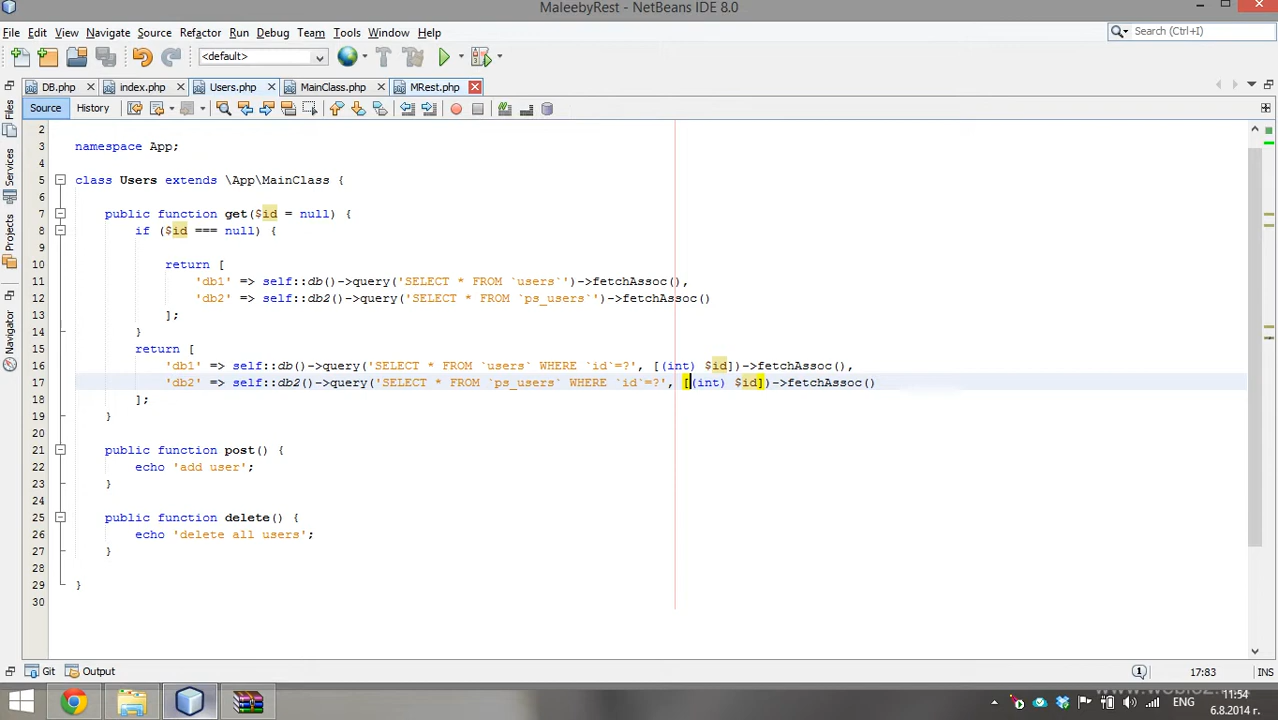 MaleebyRest - NetBeans IDE 8.0
File Edit View Navigate Source Refactor Run Debug Team Tools Window Help
Search (Ctrl+I)
<default>
DB.php index.php Users.php MainClass.php MRest.php
Source History
Files
Services
Projects
Navigator
2
3 namespace App;
4
5 class Users extends \App\MainClass {
6
7 public function get($id = null) {
8 if ($id === null) {
9
10 return [
11 'db1' => self::db()->query('SELECT * FROM `users`')->fetchAssoc(),
12 'db2' => self::db2()->query('SELECT * FROM `ps_users`')->fetchAssoc()
13 ];
14 }
15 return [
16 'db1' => self::db()->query('SELECT * FROM `users` WHERE `id`=?', [(int) $id])->fetchAssoc(),
17 'db2' => self::db2()->query('SELECT * FROM `ps_users` WHERE `id`=?', [(int) $id])->fetchAssoc()
18 ];
19 }
20
21 public function post() {
22 echo 'add user';
23 }
24
25 public function delete() {
26 echo 'delete all users';
27 }
28
29 }
30
Git Output
1 17:83 INS
ENG
11:54
6.8.2014 г.